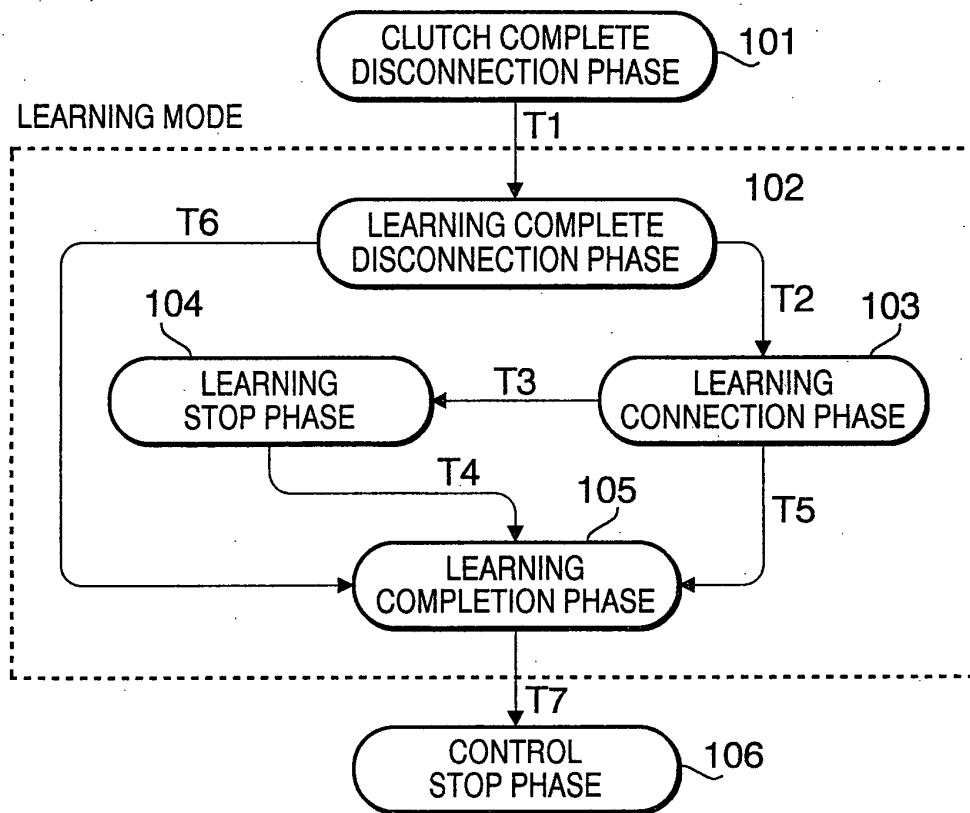 CLUTCH COMPLETE
DISCONNECTION PHASE
101
LEARNING MODE
T1
102
LEARNING COMPLETE
DISCONNECTION PHASE
T6
T2
104
103
LEARNING
STOP PHASE
T3
LEARNING
CONNECTION PHASE
T4
105
T5
LEARNING
COMPLETION PHASE
T7
CONTROL
STOP PHASE
106